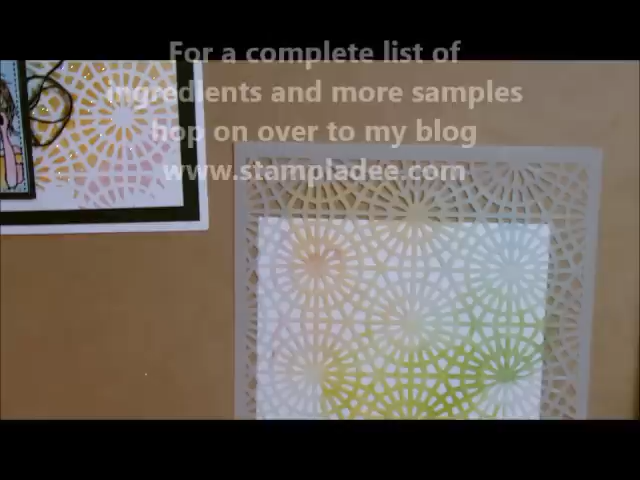 For a complete list of
ingredients and more samples
hop on over to my blog
www.stampladee.com